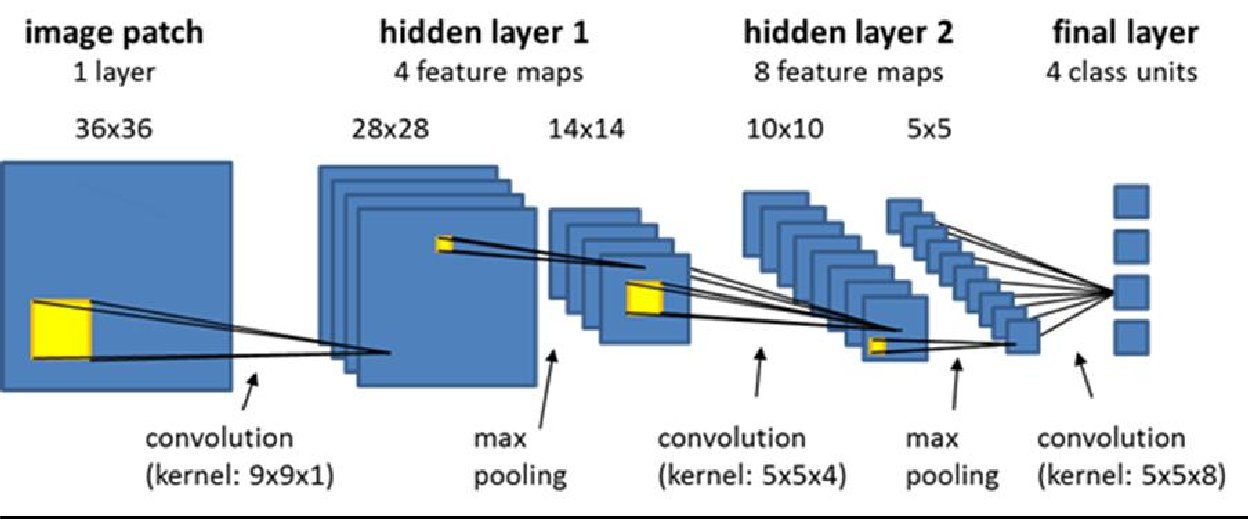 image patch
1 layer
36x36
hidden layer 1
4 feature maps
28x28
14x14
hidden layer 2
8 feature maps
10x10
5x5
final layer
4 class units
convolution
(kernel: 9x9x1)
max
pooling
convolution
(kernel: 5x5x4)
max
pooling
convolution
(kernel: 5x5x8)